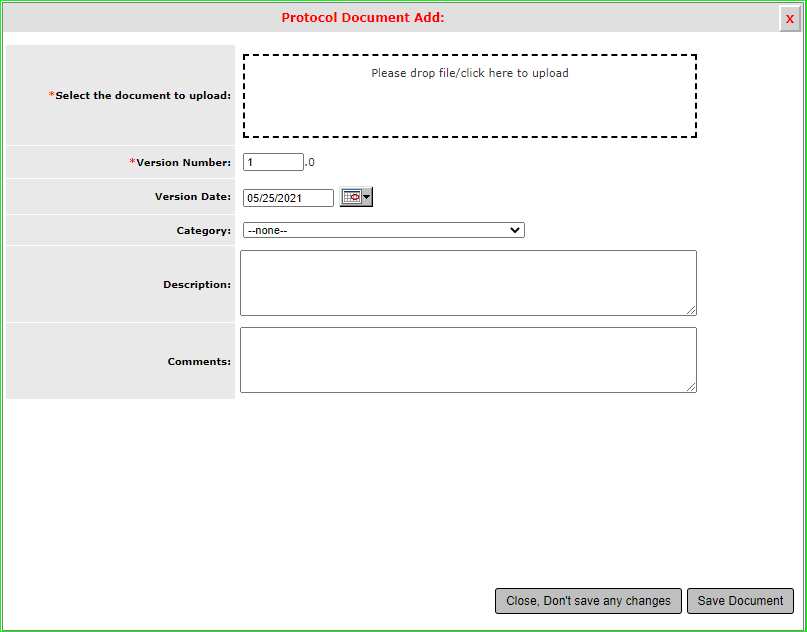 Protocol Document Add:
X
*Select the document to upload:
Please drop file/click here to upload
*Version Number:
1 .0
Version Date:
05/25/2021
Category:
--none--
Description:
Comments:
Close, Don't save any changes
Save Document